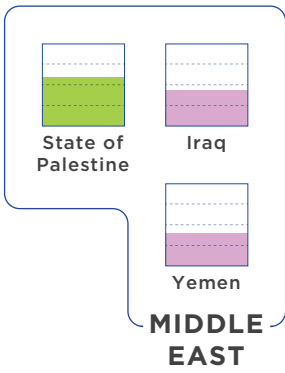 State of
Palestine
Iraq
Yemen
MIDDLE
EAST